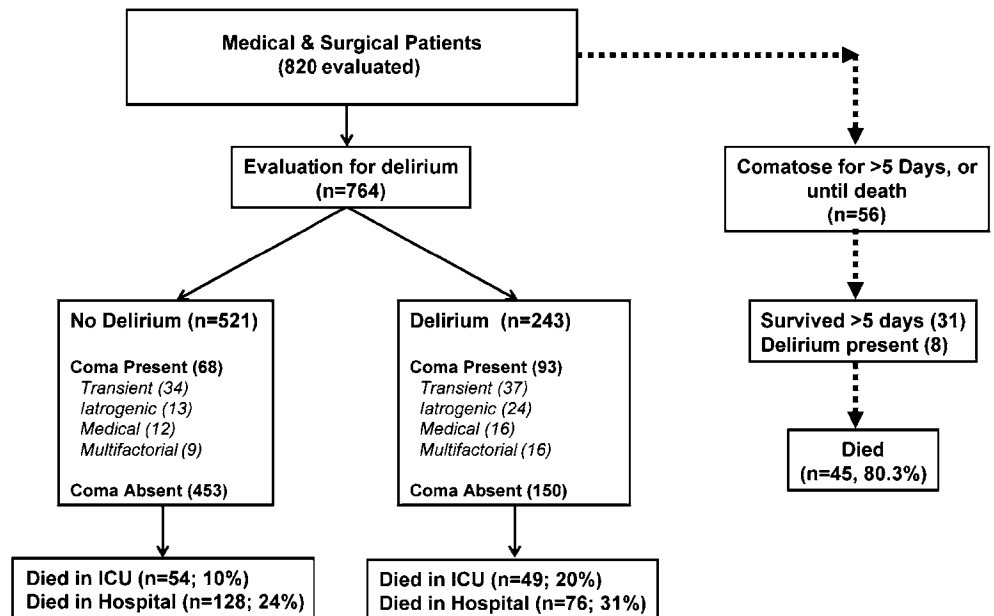 Medical & Surgical Patients
(820 evaluated)
Evaluation for delirium
(n=764)
Comatose for >5 Days, or
until death
(n=56)
No Delirium (n=521)
Coma Present (68)
Transient (34)
Iatrogenic (13)
Medical (12)
Multifactorial (9)
Coma Absent (453)
Delirium (n=243)
Coma Present (93)
Transient (37)
Iatrogenic (24)
Medical (16)
Multifactorial (16)
Coma Absent (150)
Survived >5 days (31)
Delirium present (8)
Died
(n=45, 80.3%)
Died in ICU (n=54; 10%)
Died in Hospital (n=128; 24%)
Died in ICU (n=49; 20%)
Died in Hospital (n=76; 31%)